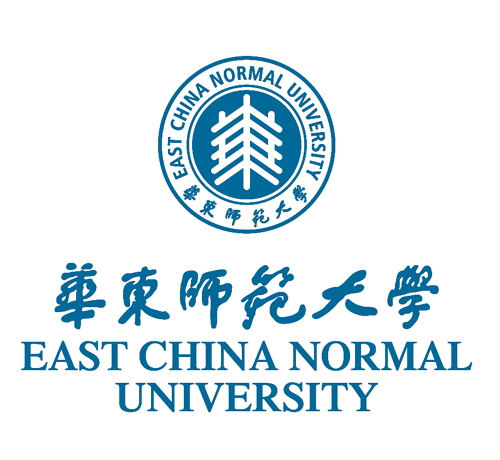 EAST CHINA NORMAL UNIVERSITY
華東師範大學
華東師範大學
EAST CHINA NORMAL
UNIVERSITY